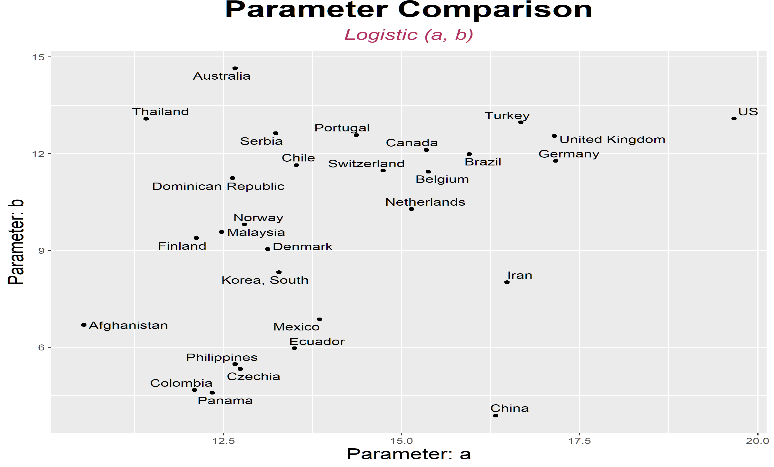 Parameter Comparison
Logistic (a, b)
15
Australia
Thailand
Turkey
US
Serbia
Portugal
Canada
United Kingdom
12
Chile
Switzerland
Brazil
Germany
Dominican Republic
Belgium
Netherlands
Norway
Malaysia
Finland
Denmark
9
Parameter: b
Korea, South
Iran
Afghanistan
Mexico
Ecuador
6
Philippines
Czechia
Colombia
Panama
China
12.5
15.0
17.5
20.0
Parameter: a